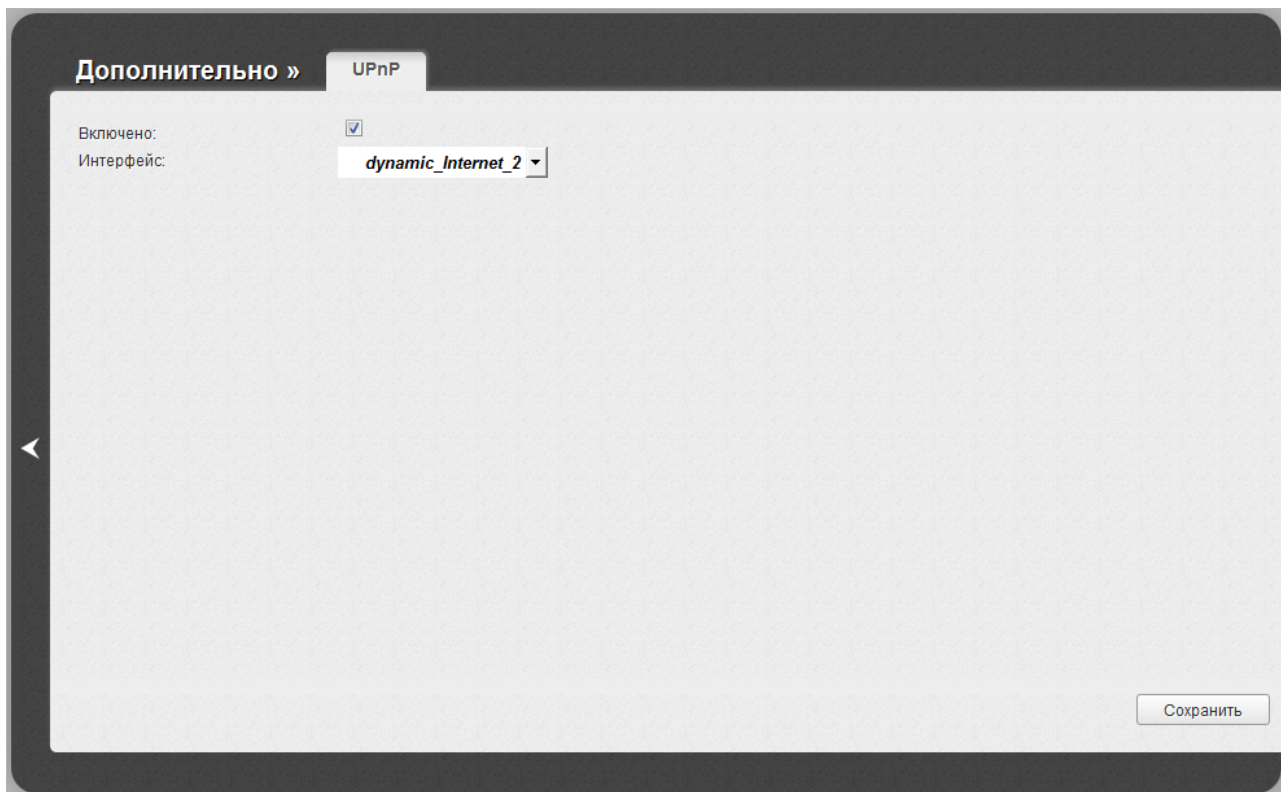 Дополнительно » UPnP
Включено:
Интерфейс: dynamic_Internet_2
Сохранить